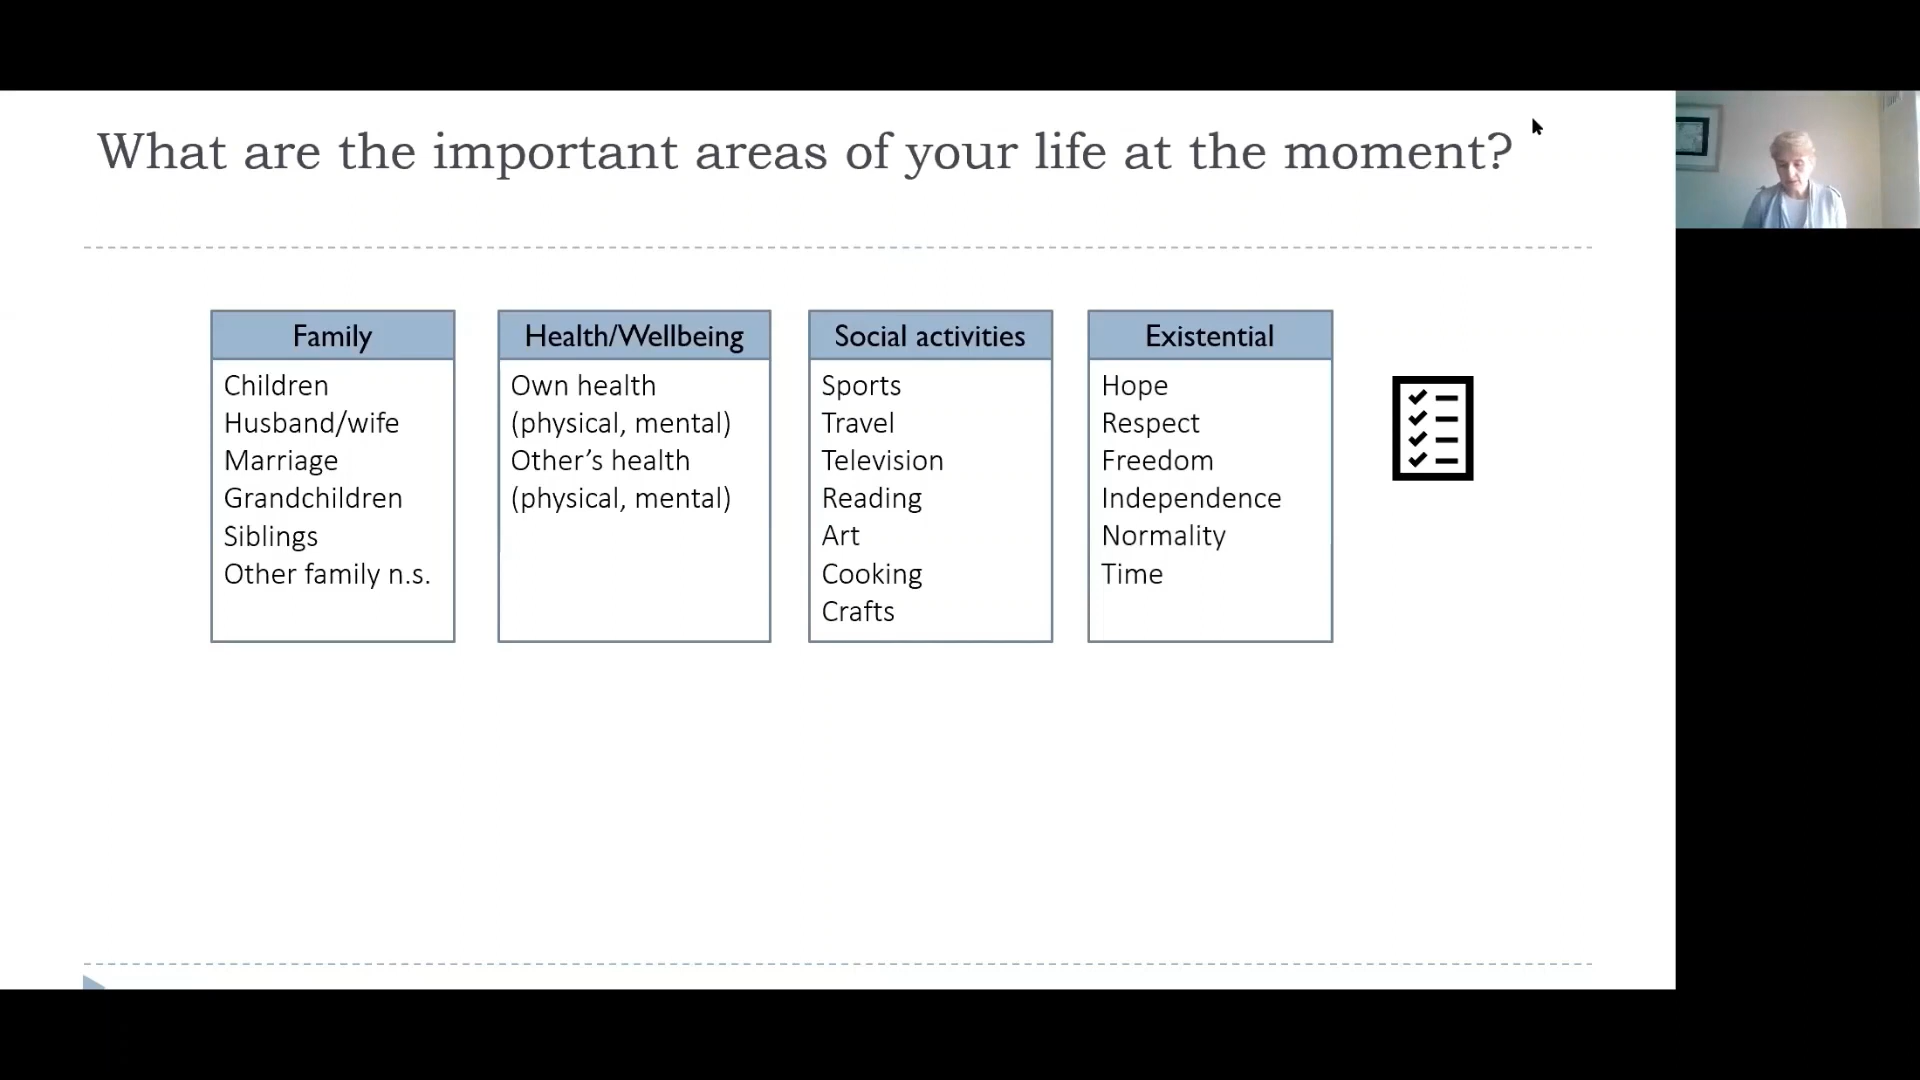 What are the important areas of your life at the moment?
Family
Children
Husband/wife
Marriage
Grandchildren
Siblings
Other family n.s.
Health/Wellbeing
Own health
(physical, mental)
Other’s health
(physical, mental)
Social activities
Sports
Travel
Television
Reading
Art
Cooking
Crafts
Existential
Hope
Respect
Freedom
Independence
Normality
Time